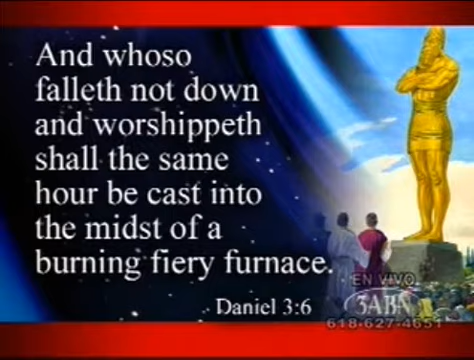 And whoso
falleth not down
and worshippeth
shall the same
hour be cast into
the midst of a
burning fiery furnace.
Daniel 3:6
EN VIVO
3ABN
618-627-4651